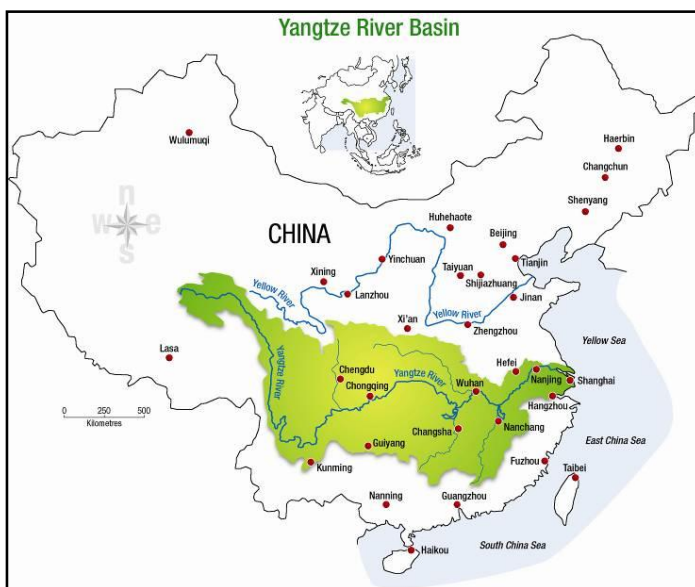 Yangtze River Basin
Wulumuqi
Haerbin
Changchun
Shenyang
n
w e
s
CHINA
Huhehaote
Beijing
Tianjin
Yinchuan
Taiyuan
Shijiazhuang
Xining
Lanzhou
Yellow River
Jinan
Yellow River
Xi'an
Zhengzhou
Yellow Sea
Lasa
Yangtze River
Chengdu
Chongqing
Yangtze River
Wuhan
Hefei
Nanjing
Shanghai
Hangzhou
0 250 500
Kilometres
Changsha
Nanchang
East China Sea
Guiyang
Kunming
Fuzhou
Taibei
Nanning
Guangzhou
South China Sea
Haikou